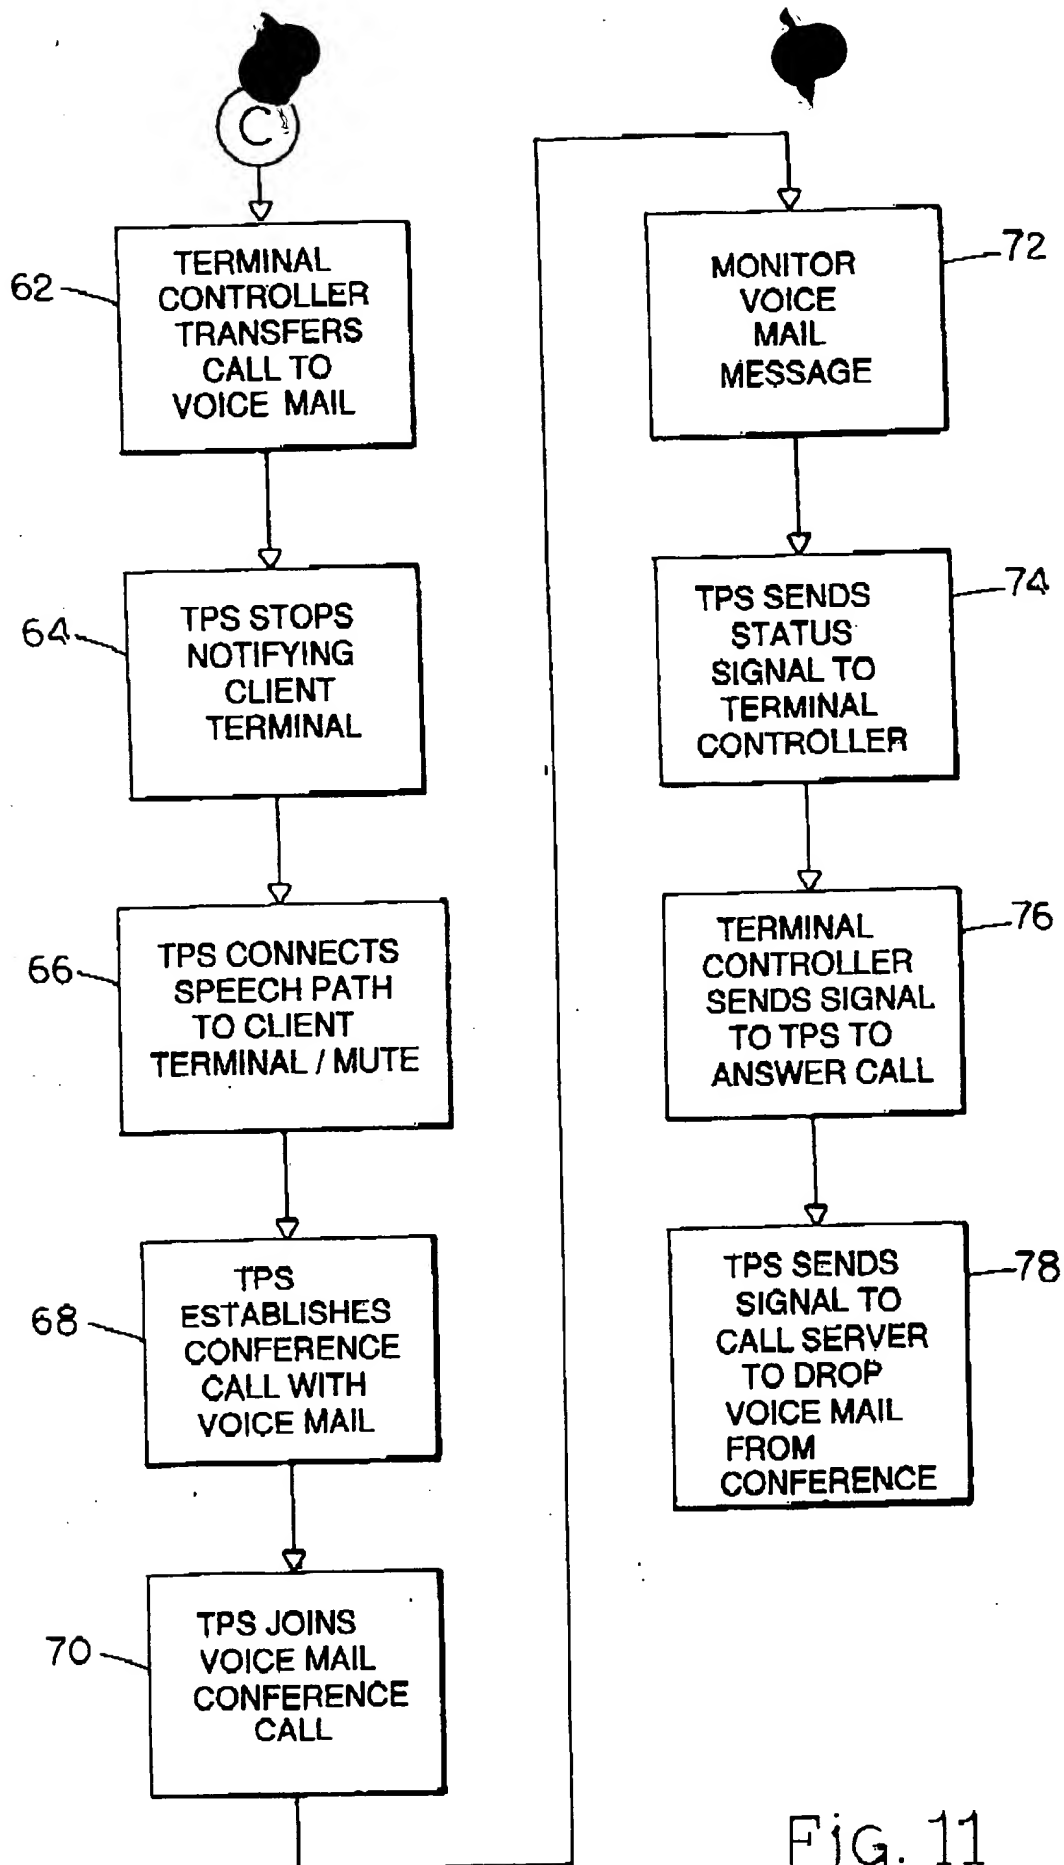 C
62
TERMINAL
CONTROLLER
TRANSFERS
CALL TO
VOICE MAIL
64
TPS STOPS
NOTIFYING
CLIENT
TERMINAL
66
TPS CONNECTS
SPEECH PATH
TO CLIENT
TERMINAL / MUTE
68
TPS
ESTABLISHES
CONFERENCE
CALL WITH
VOICE MAIL
70
TPS JOINS
VOICE MAIL
CONFERENCE
CALL
72
MONITOR
VOICE
MAIL
MESSAGE
74
TPS SENDS
STATUS
SIGNAL TO
TERMINAL
CONTROLLER
76
TERMINAL
CONTROLLER
SENDS SIGNAL
TO TPS TO
ANSWER CALL
78
TPS SENDS
SIGNAL TO
CALL SERVER
TO DROP
VOICE MAIL
FROM
CONFERENCE
Fig. 11